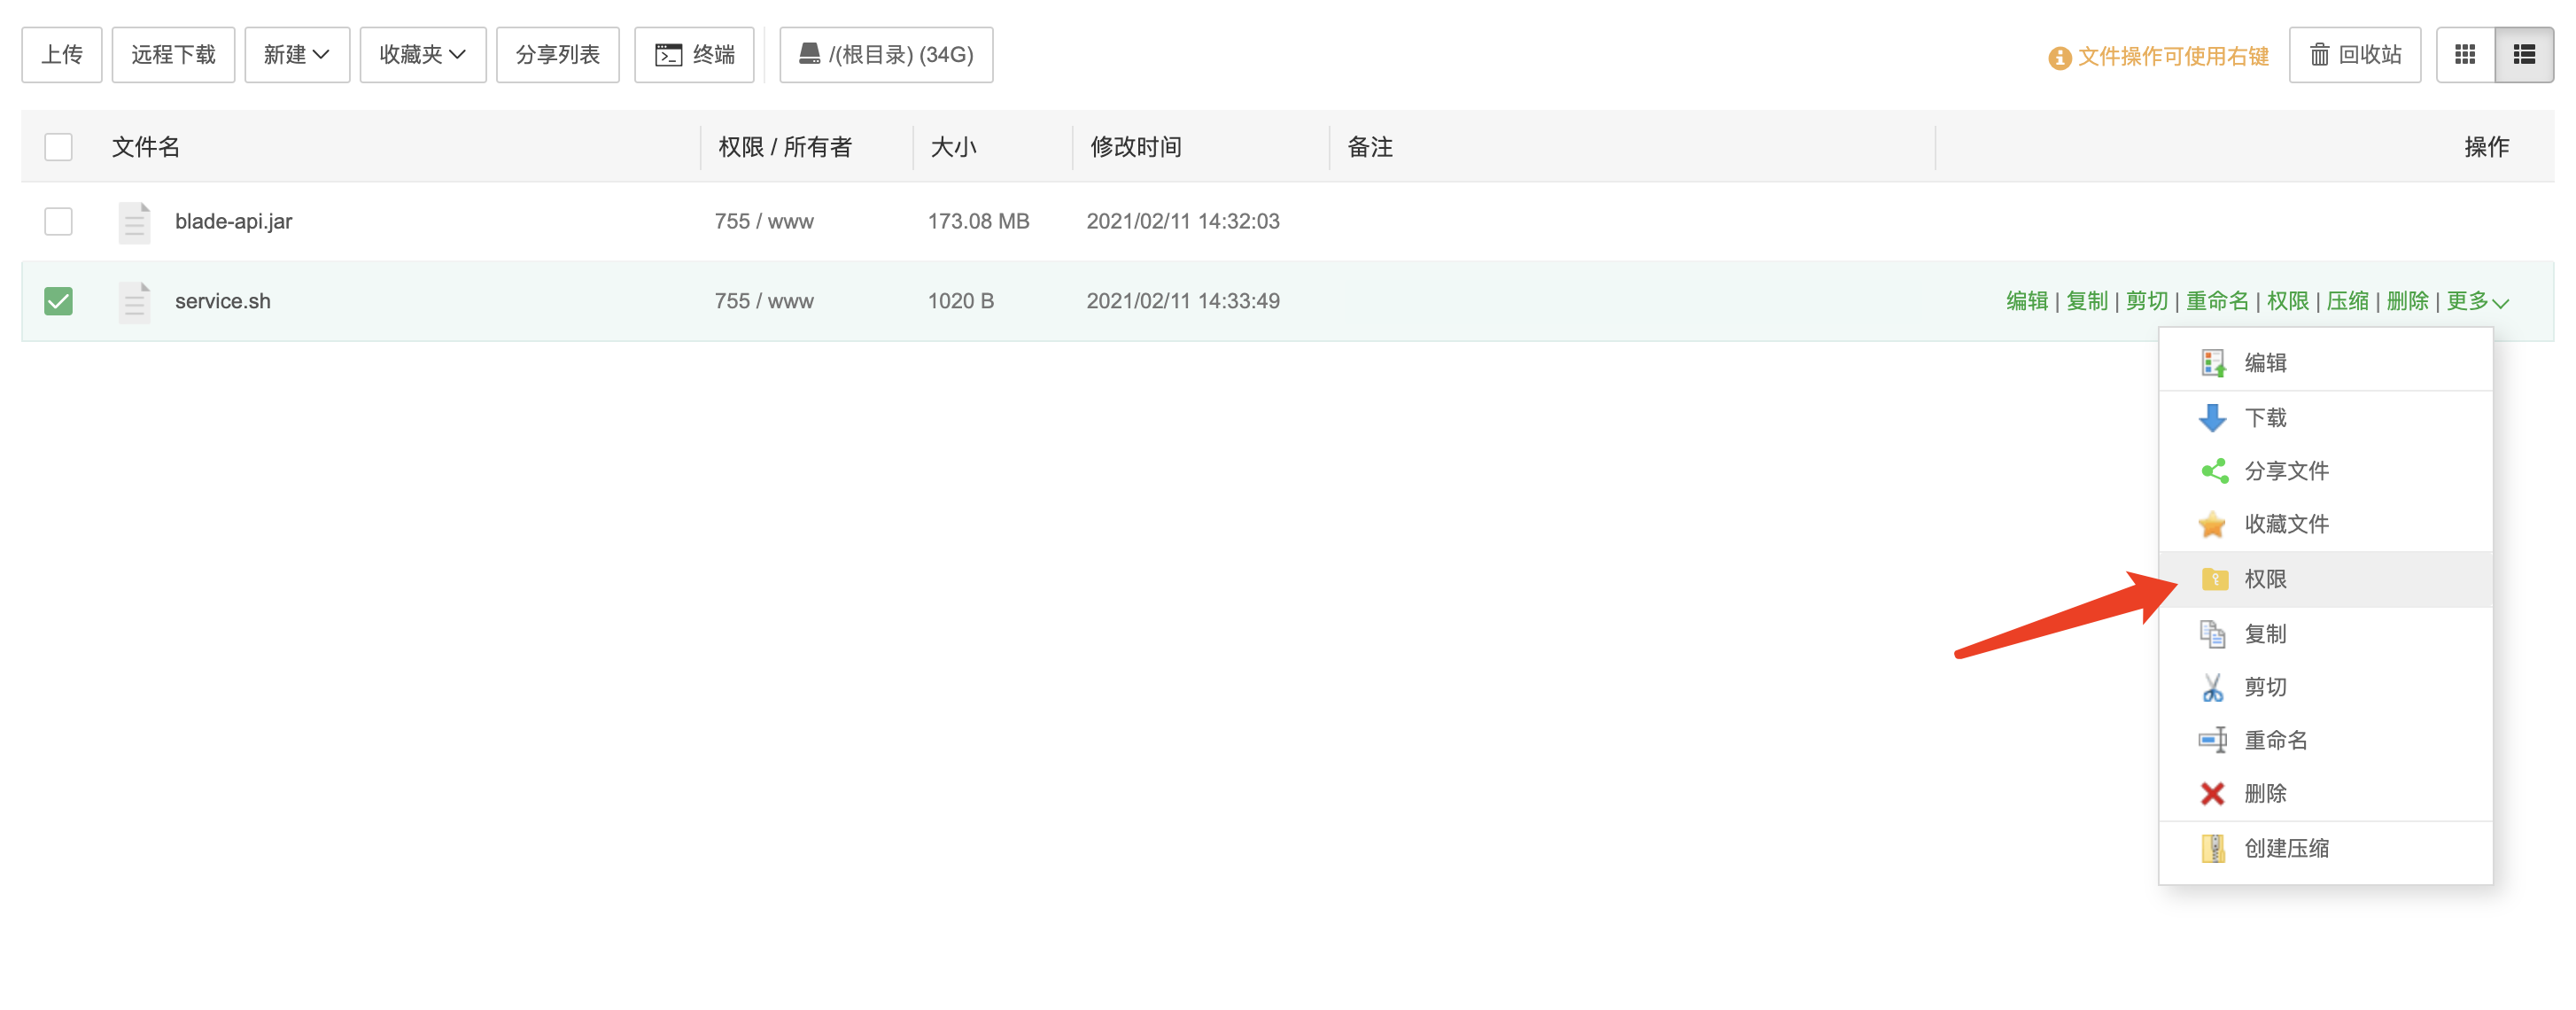 上传 远程下载 新建 收藏夹 分享列表 终端 /(根目录) (34G) 文件操作可使用右键 回收站
文件名 权限 / 所有者 大小 修改时间 备注 操作
blade-api.jar 755 / www 173.08 MB 2021/02/11 14:32:03
service.sh 755 / www 1020 B 2021/02/11 14:33:49 编辑 | 复制 | 剪切 | 重命名 | 权限 | 压缩 | 删除 | 更多
编辑
下载
分享文件
收藏文件
权限
复制
剪切
重命名
删除
创建压缩